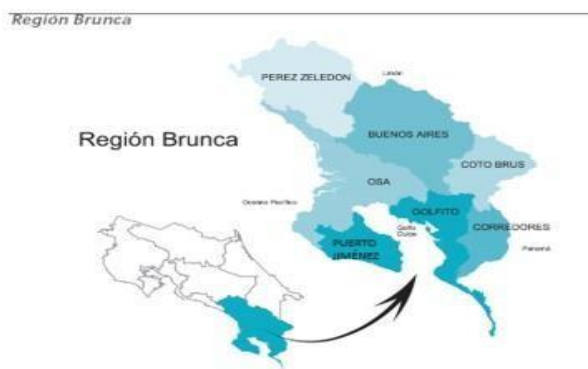 Región Brunca
PEREZ ZELEDON
Limón
BUENOS AIRES
Región Brunca
COTO BRUS
OSA
Océano Pacífico
GOLFITO
Golfo
Dulce
CORREDORES
PUERTO
JIMÉNEZ
Panamá